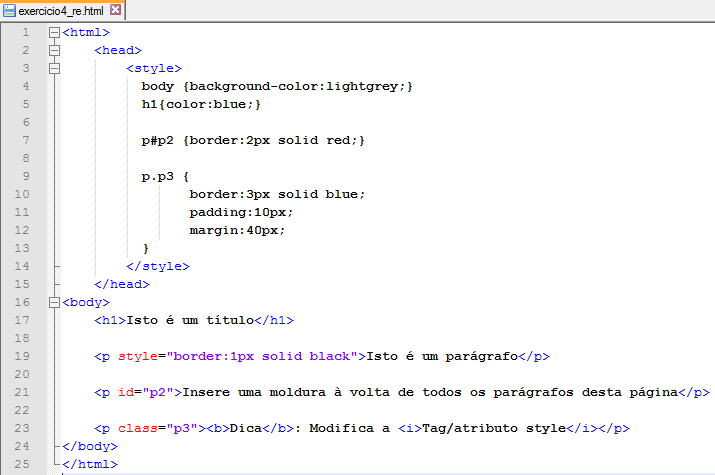 exercicio4_re.html
1 <html>
2 <head>
3 <style>
4 body {background-color:lightgrey;}
5 h1{color:blue;}
6
7 p#p2 {border:2px solid red;}
8
9 p.p3 {
10 border:3px solid blue;
11 padding:10px;
12 margin:40px;
13 }
14 </style>
15 </head>
16 <body>
17 <h1>Isto é um título</h1>
18
19 <p style="border:1px solid black">Isto é um parágrafo</p>
20
21 <p id="p2">Insere uma moldura à volta de todos os parágrafos desta página</p>
22
23 <p class="p3"><b>Dica</b>: Modifica a <i>Tag/atributo style</i></p>
24 </body>
25 </html>